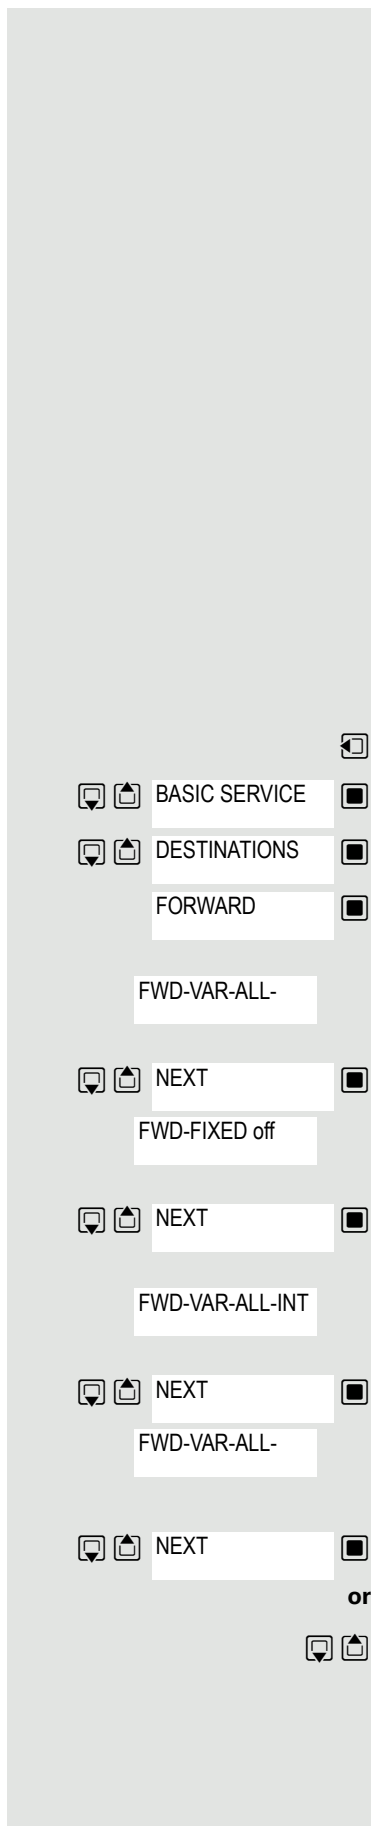 BASIC SERVICE
DESTINATIONS
FORWARD
FWD-VAR-ALL-
NEXT
FWD-FIXED off
NEXT
FWD-VAR-ALL-INT
NEXT
FWD-VAR-ALL-
NEXT
or